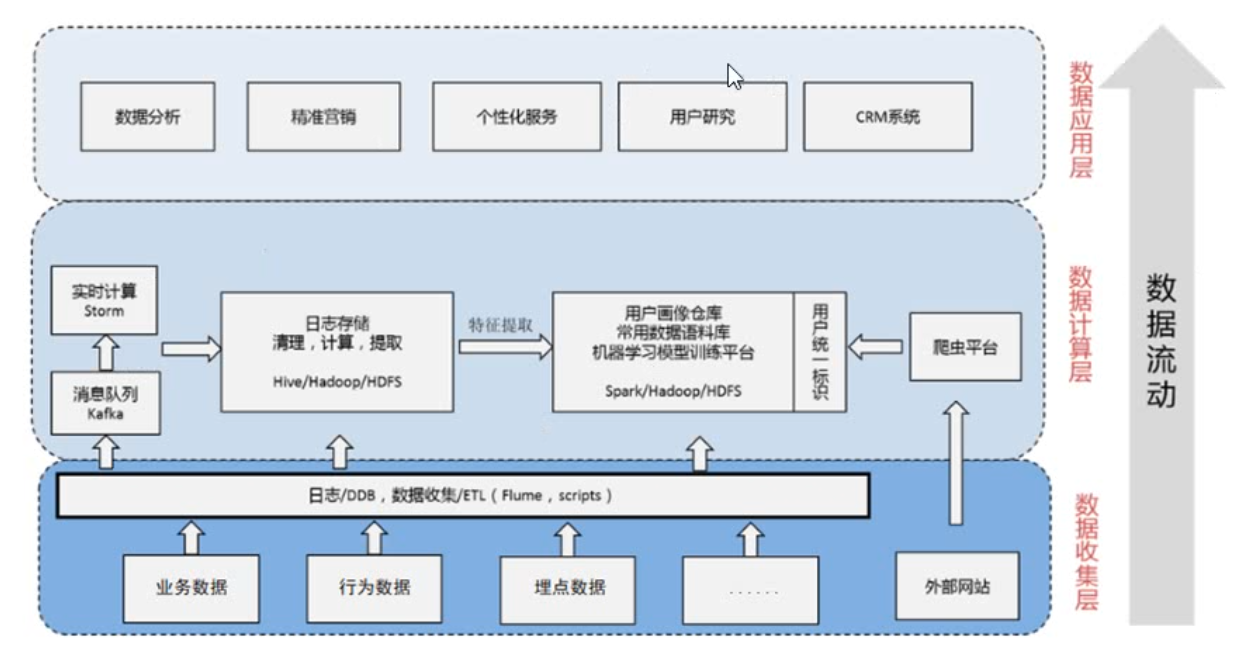 数据分析
精准营销
个性化服务
用户研究
CRM系统
数据应用层
实时计算
Storm
消息队列
Kafka
日志存储
清理，计算，提取
Hive/Hadoop/HDFS
特征提取
用户画像仓库
常用数据语料库
机器学习模型训练平台
Spark/Hadoop/HDFS
用户统一标识
爬虫平台
数据计算层
数据流动
日志/DDB，数据收集/ETL（Flume，scripts）
业务数据
行为数据
埋点数据
......
外部网站
数据收集层